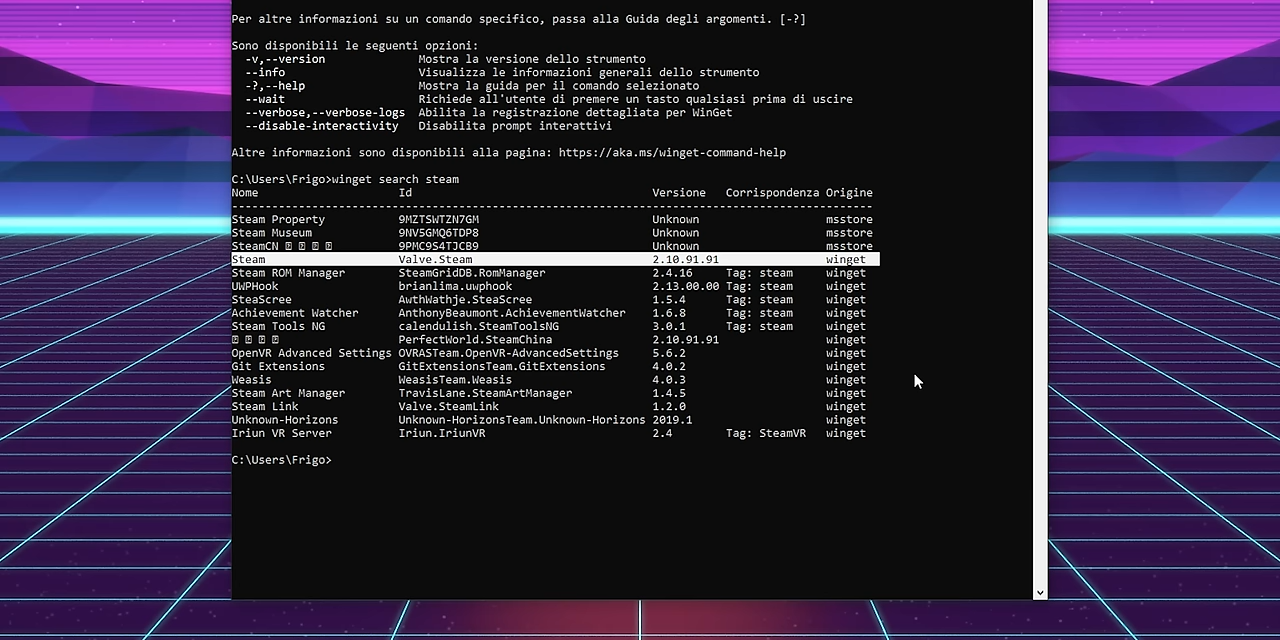 Per altre informazioni su un comando specifico, passa alla Guida degli argomenti. [-?]
Sono disponibili le seguenti opzioni:
-v,--version Mostra la versione dello strumento
--info Visualizza le informazioni generali dello strumento
-?,--help Mostra la guida per il comando selezionato
--wait Richiede all'utente di premere un tasto qualsiasi prima di uscire
--verbose,--verbose-logs Abilita la registrazione dettagliata per WinGet
--disable-interactivity Disabilita prompt interattivi
Altre informazioni sono disponibili alla pagina: https://aka.ms/winget-command-help
C:\Users\Frigo>winget search steam
Nome Id Versione Corrispondenza Origine
Steam Property 9MZTSWTZN7GM Unknown msstore
Steam Museum 9NV5GMQ6TDP8 Unknown msstore
SteamCN 9PMC9S4TJCB9 Unknown msstore
Steam Valve.Steam 2.10.91.91 winget
Steam ROM Manager SteamGridDB.RomManager 2.4.16 Tag: steam winget
UWPHook brianlima.uwphook 2.13.00.00 Tag: steam winget
SteaScree AwthWathje.SteaScree 1.5.4 Tag: steam winget
Achievement Watcher AnthonyBeaumont.AchievementWatcher 1.6.8 Tag: steam winget
Steam Tools NG calendulish.SteamToolsNG 3.0.1 Tag: steam winget
PerfectWorld.SteamChina 2.10.91.91 winget
OpenVR Advanced Settings OVRASTeam.OpenVR-AdvancedSettings 5.6.2 winget
Git Extensions GitExtensionsTeam.GitExtensions 4.0.2 winget
Weasis WeasisTeam.Weasis 4.0.3 winget
Steam Art Manager TravisLane.SteamArtManager 1.4.5 winget
Steam Link Valve.SteamLink 1.2.0 winget
Unknown-Horizons Unknown-HorizonsTeam.Unknown-Horizons 2019.1 winget
Iriun VR Server Iriun.IriunVR 2.4 Tag: SteamVR winget
C:\Users\Frigo>